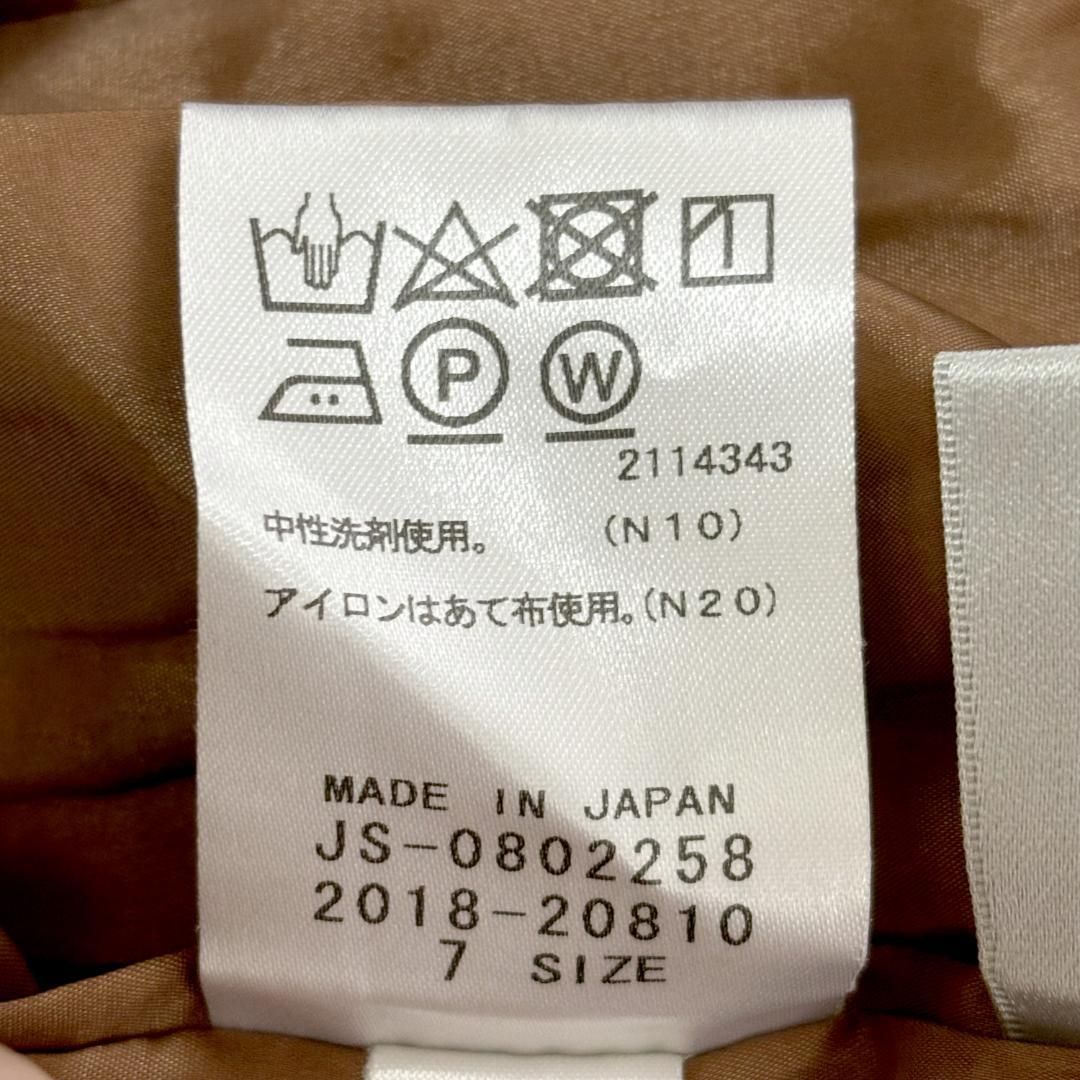 P W
2114343
中性洗剤使用。 (N10)
アイロンはあて布使用。(N20)
MADE IN JAPAN
JS-0802258
2018-20810
7 SIZE